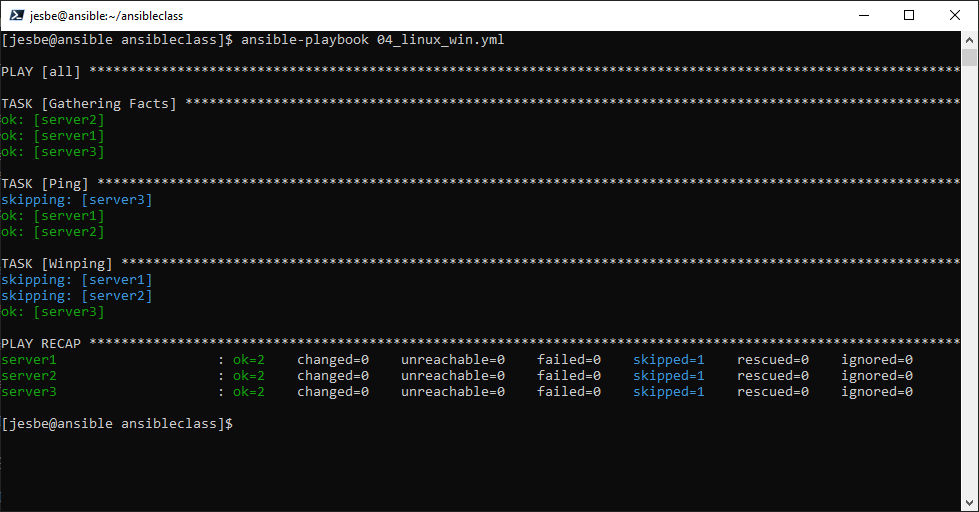 jesbe@ansible:~/ansibleclass
[jesbe@ansible ansibleclass]$ ansible-playbook 04_linux_win.yml
PLAY [all] *************************************************************************************************************
TASK [Gathering Facts] *************************************************************************************************
ok: [server2]
ok: [server1]
ok: [server3]
TASK [Ping] ************************************************************************************************************
skipping: [server3]
ok: [server1]
ok: [server2]
TASK [Winping] *********************************************************************************************************
skipping: [server1]
skipping: [server2]
ok: [server3]
PLAY RECAP *************************************************************************************************************
server1                    : ok=2    changed=0    unreachable=0    failed=0    skipped=1    rescued=0    ignored=0
server2                    : ok=2    changed=0    unreachable=0    failed=0    skipped=1    rescued=0    ignored=0
server3                    : ok=2    changed=0    unreachable=0    failed=0    skipped=1    rescued=0    ignored=0
[jesbe@ansible ansibleclass]$